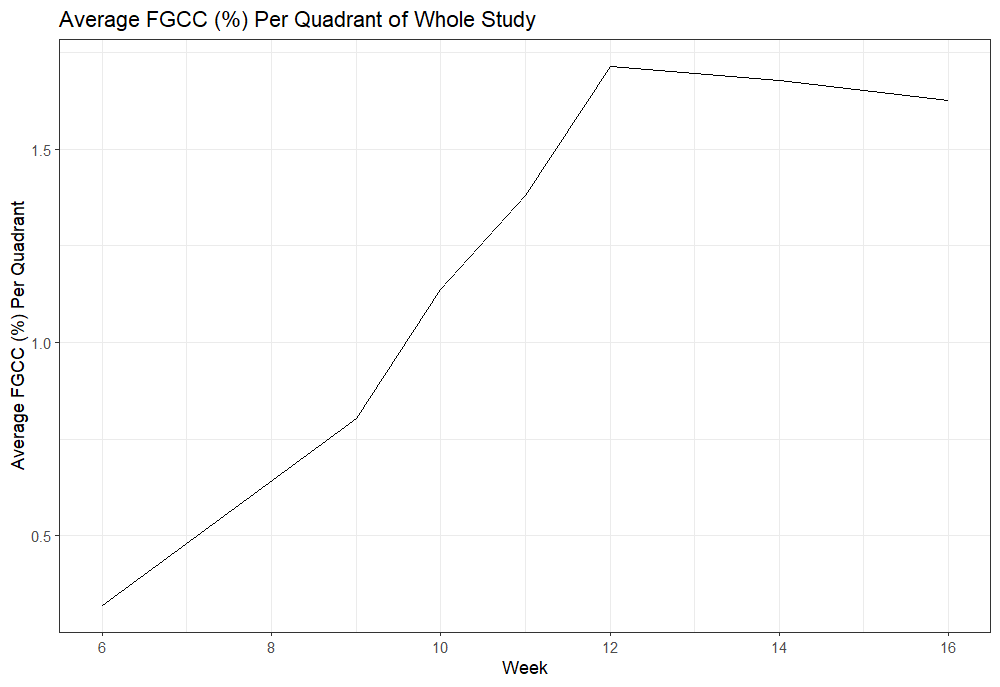 Average FGCC (%) Per Quadrant of Whole Study
Average FGCC (%) Per Quadrant
1.5
1.0
0.5
6 8 10 12 14 16
Week